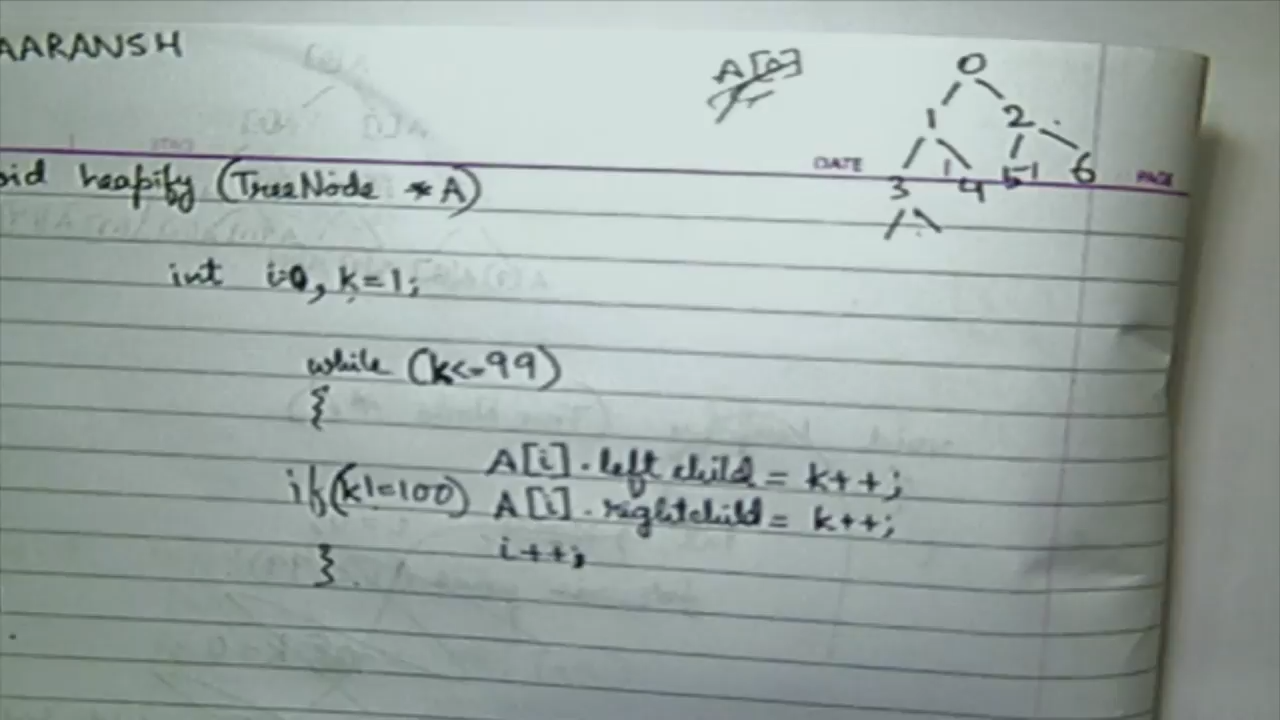 AARANSH
A[0]
0
1 2
DATE PAGE
3 4 5 6
oid heapify (TreeNode *A)
int i=0, k=1;
while (k<=99)
{
A[i].leftchild = k++;
if(k!=100) A[i].rightchild = k++;
i++;
}